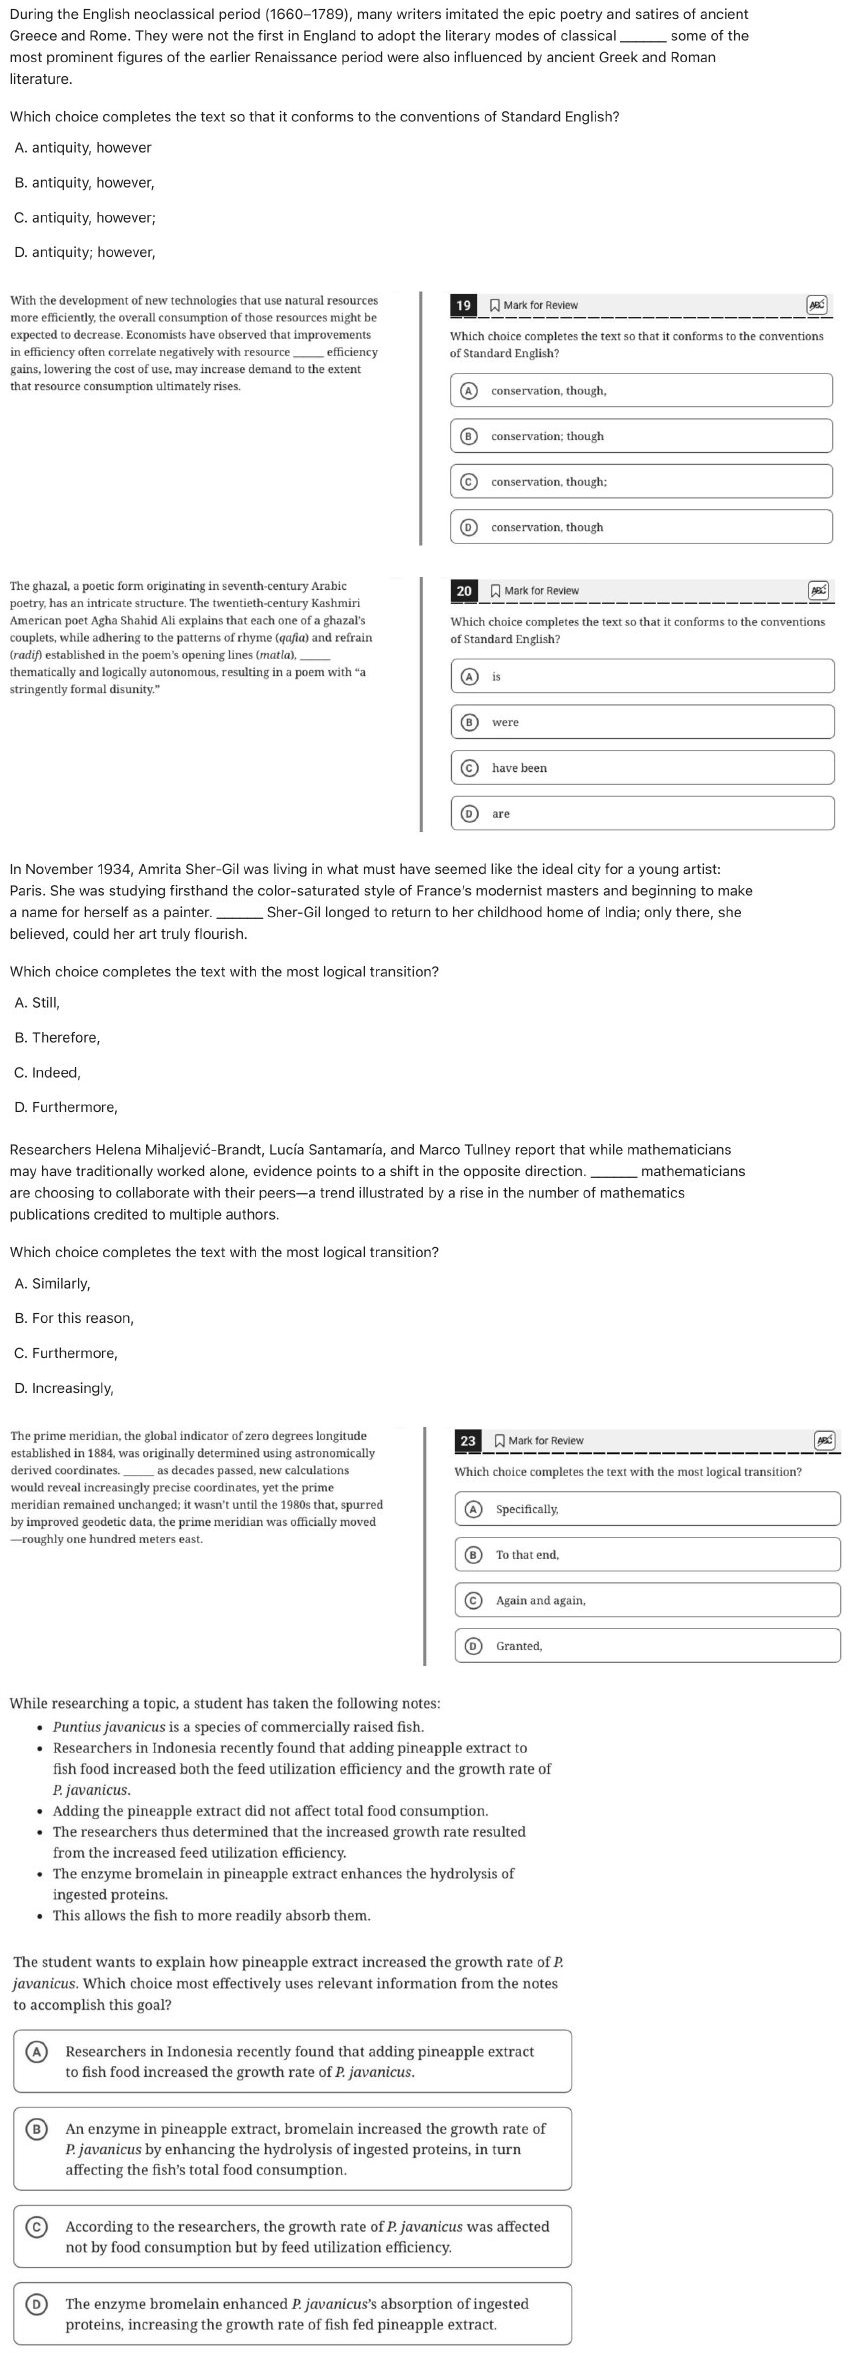 During the English neoclassical period (1660–1789), many writers imitated the epic poetry and satires of ancient
Greece and Rome. They were not the first in England to adopt the literary modes of classical ______ some of the
most prominent figures of the earlier Renaissance period were also influenced by ancient Greek and Roman
literature.
Which choice completes the text so that it conforms to the conventions of Standard English?
A. antiquity, however
B. antiquity, however,
C. antiquity, however;
D. antiquity; however,
With the development of new technologies that use natural resources
more efficiently, the overall consumption of those resources might be
expected to decrease. Economists have observed that improvements
in efficiency often correlate negatively with resource _____ efficiency
gains, lowering the cost of use, may increase demand to the extent
that resource consumption ultimately rises.
19 Mark for Review ABC
Which choice completes the text so that it conforms to the conventions
of Standard English?
A conservation, though,
B conservation; though
C conservation, though;
D conservation, though
The ghazal, a poetic form originating in seventh-century Arabic
poetry, has an intricate structure. The twentieth-century Kashmiri
American poet Agha Shahid Ali explains that each one of a ghazal's
couplets, while adhering to the patterns of rhyme (qafia) and refrain
(radif) established in the poem's opening lines (matla), _____
thematically and logically autonomous, resulting in a poem with “a
stringently formal disunity.”
20 Mark for Review ABC
Which choice completes the text so that it conforms to the conventions
of Standard English?
A is
B were
C have been
D are
In November 1934, Amrita Sher-Gil was living in what must have seemed like the ideal city for a young artist:
Paris. She was studying firsthand the color-saturated style of France's modernist masters and beginning to make
a name for herself as a painter. ______ Sher-Gil longed to return to her childhood home of India; only there, she
believed, could her art truly flourish.
Which choice completes the text with the most logical transition?
A. Still,
B. Therefore,
C. Indeed,
D. Furthermore,
Researchers Helena Mihaljević-Brandt, Lucía Santamaría, and Marco Tullney report that while mathematicians
may have traditionally worked alone, evidence points to a shift in the opposite direction. ______ mathematicians
are choosing to collaborate with their peers—a trend illustrated by a rise in the number of mathematics
publications credited to multiple authors.
Which choice completes the text with the most logical transition?
A. Similarly,
B. For this reason,
C. Furthermore,
D. Increasingly,
The prime meridian, the global indicator of zero degrees longitude
established in 1884, was originally determined using astronomically
derived coordinates. _____ as decades passed, new calculations
would reveal increasingly precise coordinates, yet the prime
meridian remained unchanged; it wasn't until the 1980s that, spurred
by improved geodetic data, the prime meridian was officially moved
—roughly one hundred meters east.
23 Mark for Review ABC
Which choice completes the text with the most logical transition?
A Specifically,
B To that end,
C Again and again,
D Granted,
While researching a topic, a student has taken the following notes:
• Puntius javanicus is a species of commercially raised fish.
• Researchers in Indonesia recently found that adding pineapple extract to
fish food increased both the feed utilization efficiency and the growth rate of
P. javanicus.
• Adding the pineapple extract did not affect total food consumption.
• The researchers thus determined that the increased growth rate resulted
from the increased feed utilization efficiency.
• The enzyme bromelain in pineapple extract enhances the hydrolysis of
ingested proteins.
• This allows the fish to more readily absorb them.
The student wants to explain how pineapple extract increased the growth rate of P.
javanicus. Which choice most effectively uses relevant information from the notes
to accomplish this goal?
A Researchers in Indonesia recently found that adding pineapple extract
to fish food increased the growth rate of P. javanicus.
B An enzyme in pineapple extract, bromelain increased the growth rate of
P. javanicus by enhancing the hydrolysis of ingested proteins, in turn
affecting the fish's total food consumption.
C According to the researchers, the growth rate of P. javanicus was affected
not by food consumption but by feed utilization efficiency.
D The enzyme bromelain enhanced P. javanicus's absorption of ingested
proteins, increasing the growth rate of fish fed pineapple extract.